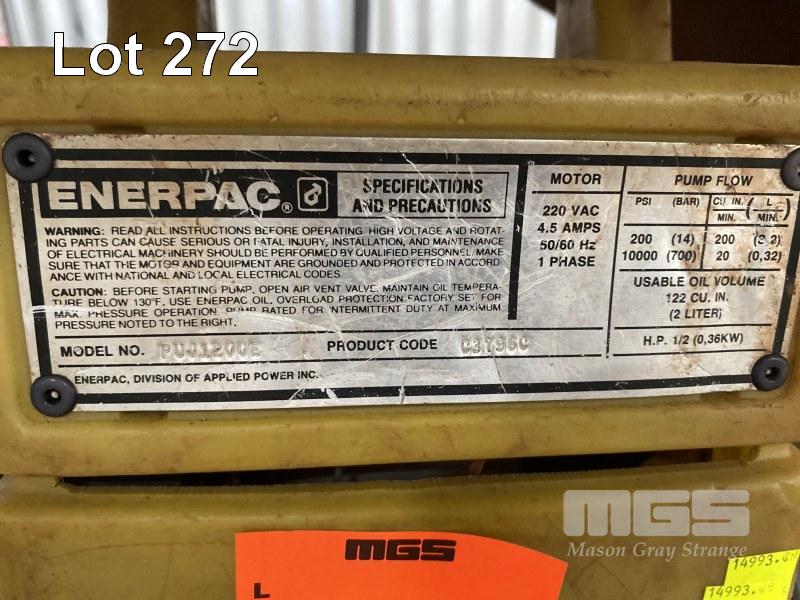 Lot 272
ENERPAC®
SPECIFICATIONS
AND PRECAUTIONS
WARNING: READ ALL INSTRUCTIONS BEFORE OPERATING. HIGH VOLTAGE AND ROTAT-
ING PARTS CAN CAUSE SERIOUS OR FATAL INJURY, INSTALLATION, AND MAINTENANCE
OF ELECTRICAL MACHINERY SHOULD BE PERFORMED BY QUALIFIED PERSONNEL. MAKE
SURE THAT THE MOTOR AND EQUIPMENT ARE GROUNDED AND PROTECTED IN ACCORD
ANCE WITH NATIONAL AND LOCAL ELECTRICAL CODES.
CAUTION: BEFORE STARTING PUMP, OPEN AIR VENT VALVE, MAINTAIN OIL TEMPERA-
TURE BELOW 130°F. USE ENERPAC OIL. OVERLOAD PROTECTION FACTORY SET FOR
MAX. PRESSURE OPERATION. PUMP RATED FOR INTERMITTENT DUTY AT MAXIMUM
PRESSURE NOTED TO THE RIGHT.
MODEL NO. PRODUCT CODE
ENERPAC, DIVISION OF APPLIED POWER INC.
MOTOR
220 VAC
4.5 AMPS
50/60 Hz
1 PHASE
PUMP FLOW
PSI (BAR) CU. IN. ( L )
MIN. (MIN.)
200 (14) 200
10000 (700) 20 (0,32)
USABLE OIL VOLUME
122 CU. IN.
(2 LITER)
H.P. 1/2 (0,36KW)
MGS
Mason Gray Strange
MGS
L
14993.
14993.